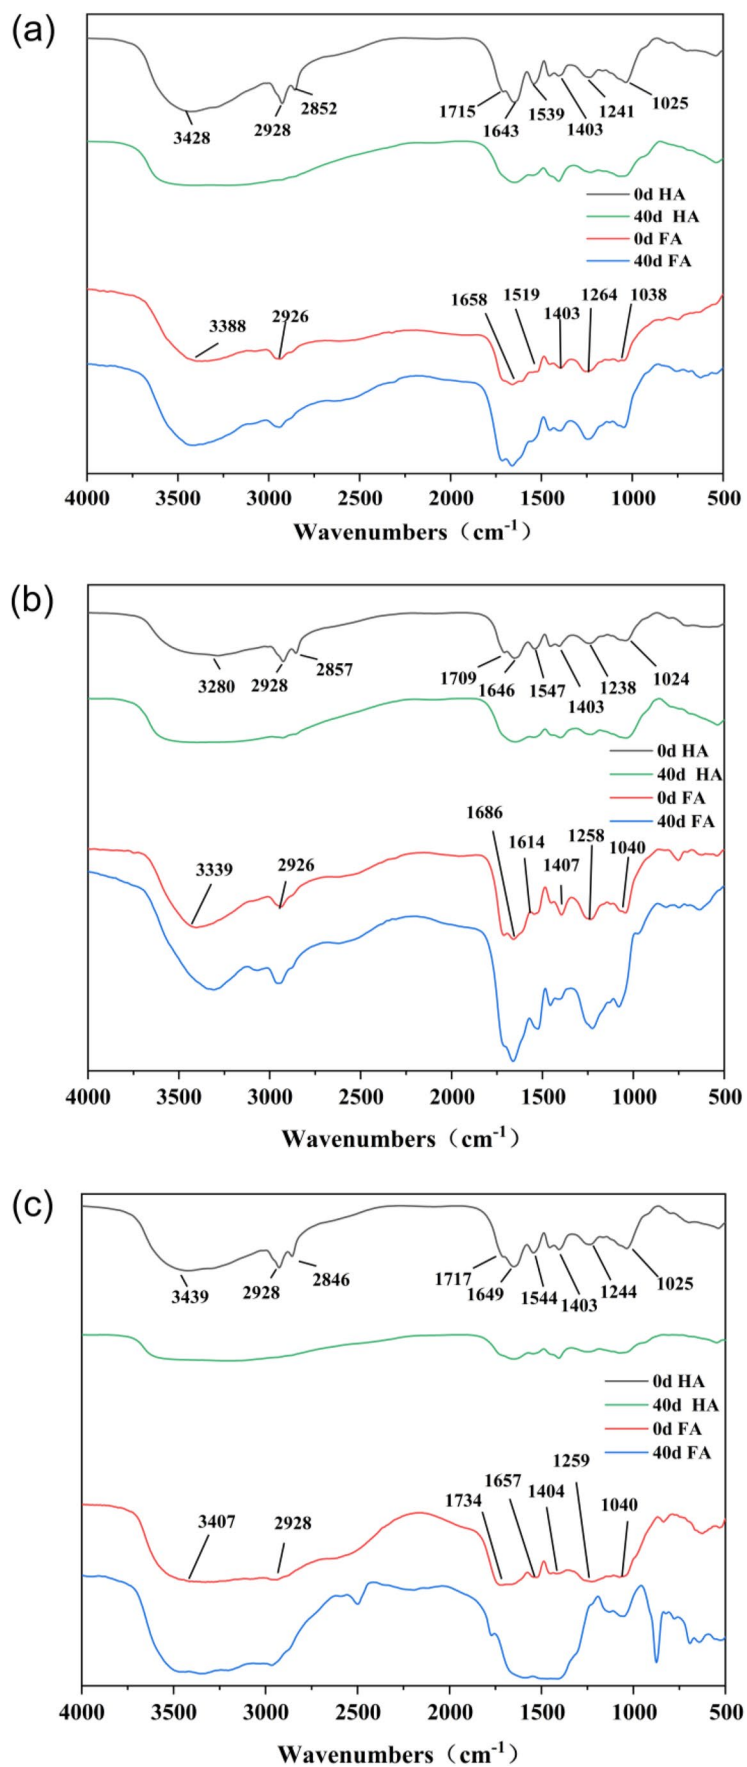 (a)
2852
2928
3428
1715
1643
1539
1403
1241
1025
0d HA
40d HA
0d FA
40d FA
3388
2926
1658
1519
1403
1264
1038
4000 3500 3000 2500 2000 1500 1000 500
Wavenumbers（cm-1）
(b)
3280
2928
2857
1709
1646
1547
1403
1238
1024
0d HA
40d HA
0d FA
40d FA
3339
2926
1686
1614
1407
1258
1040
4000 3500 3000 2500 2000 1500 1000 500
Wavenumbers（cm-1）
(c)
3439
2928
2846
1717
1649
1544
1403
1244
1025
0d HA
40d HA
0d FA
40d FA
3407
2928
1734
1657
1404
1259
1040
4000 3500 3000 2500 2000 1500 1000 500
Wavenumbers（cm-1）